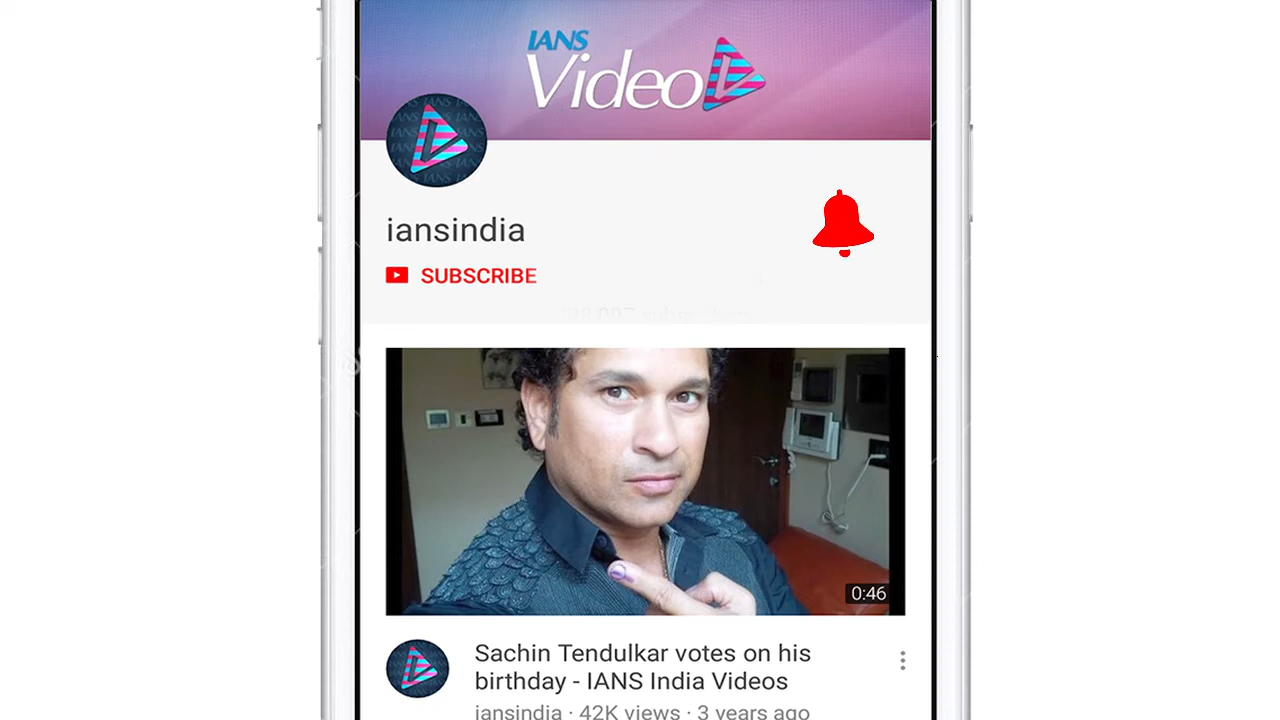 IANS
Video
iansindia
SUBSCRIBE
0:46
Sachin Tendulkar votes on his
birthday - IANS India Videos
iansindia · 42K views · 3 years ago